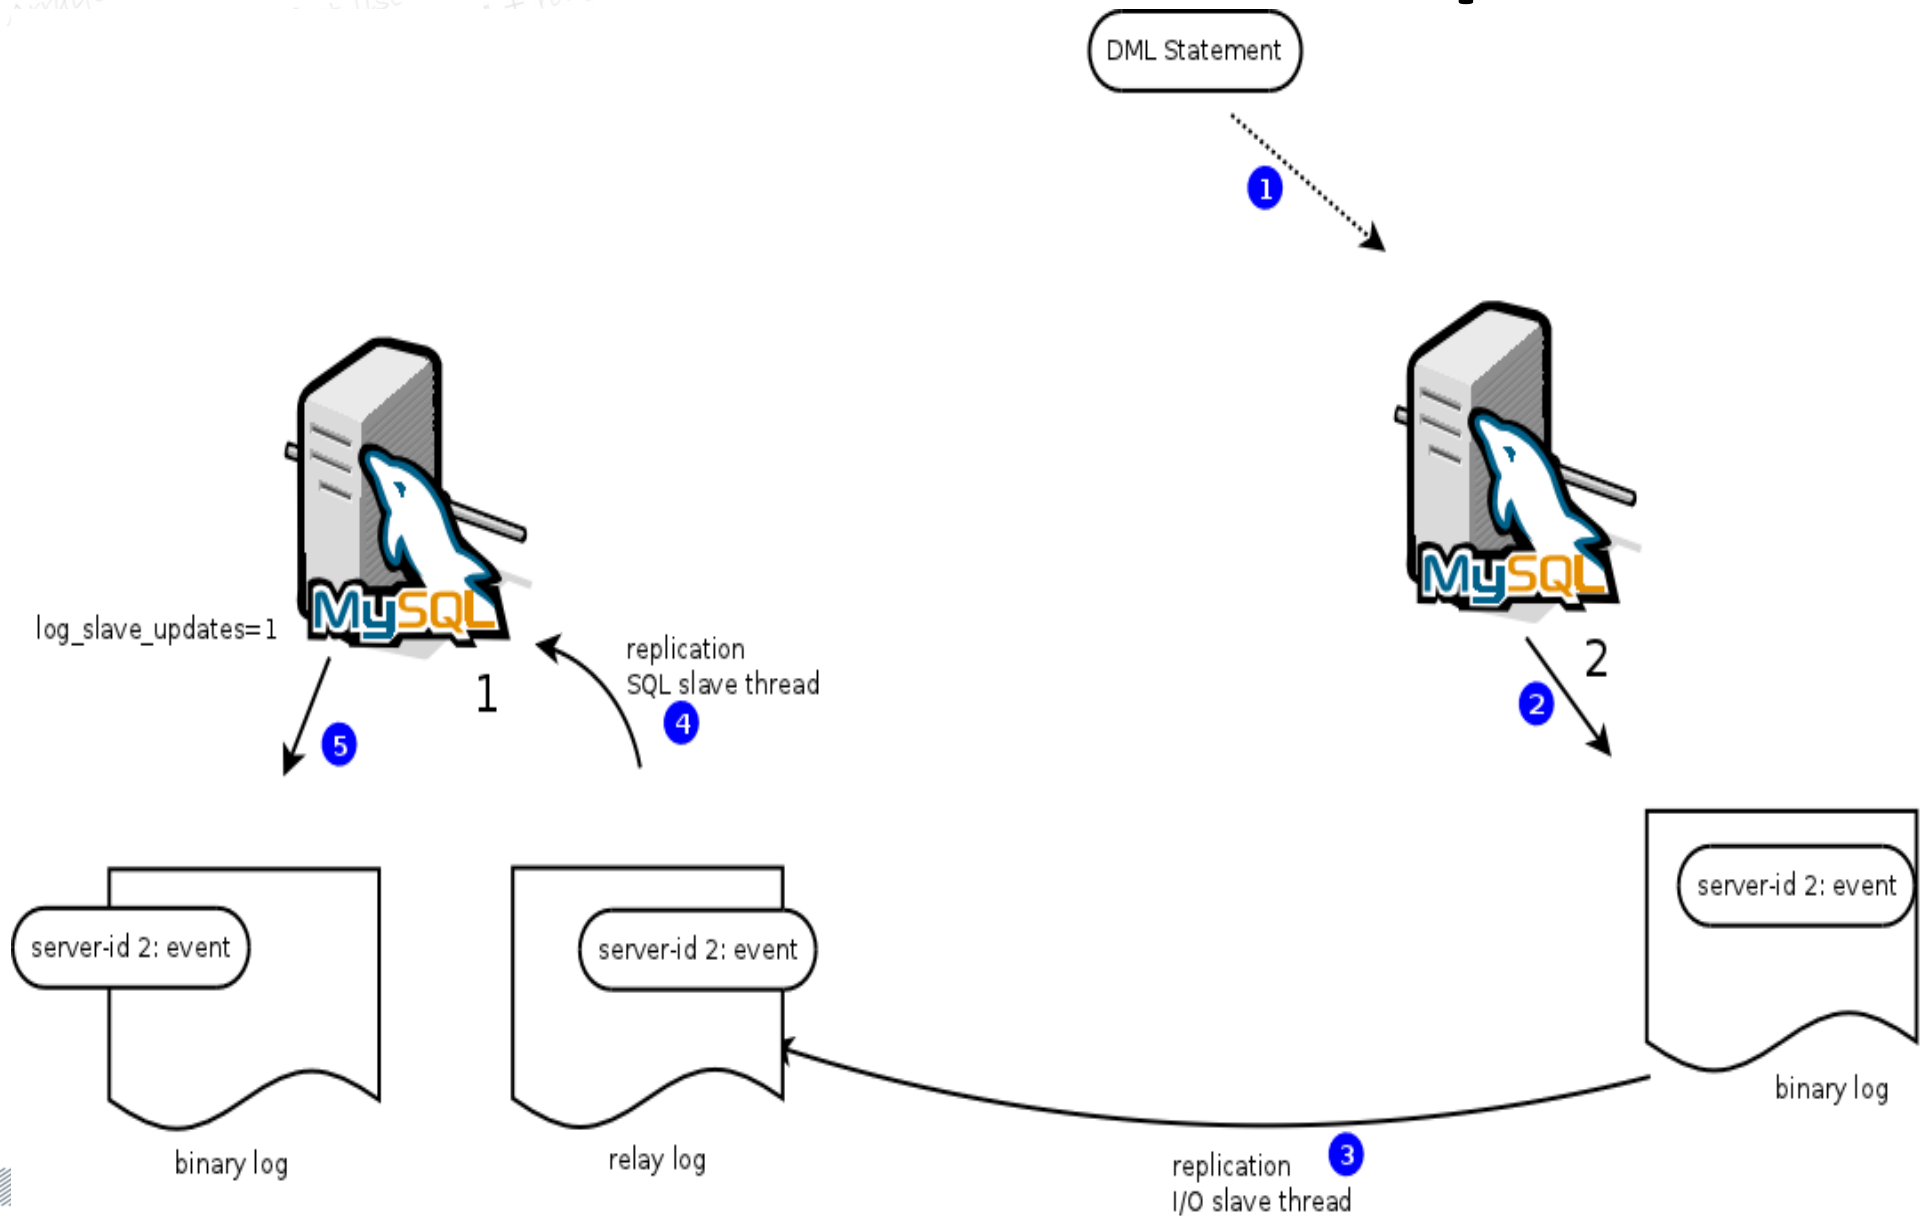 DML Statement
1
MySQL
MySQL
log_slave_updates=1
replication
SQL slave thread
1
2
4
5
2
server-id 2: event
server-id 2: event
server-id 2: event
binary log
binary log
relay log
replication
3
I/O slave thread